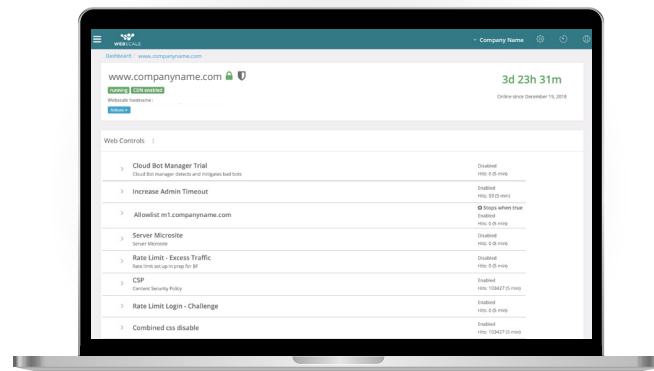 WEBSCALE
Company Name
Dashboard / www.companyname.com
www.companyname.com
running CDN enabled
Webscale hostname:
Actions
3d 23h 31m
Online since December 15, 2018
Web Controls
Cloud Bot Manager Trial
Cloud Bot manager detects and mitigates bad bots
Disabled
Hits: 0 (5 min)
Increase Admin Timeout
Enabled
Hits: 59 (5 min)
Allowlist m1.companyname.com
Stops when true
Enabled
Hits: 0 (5 min)
Server Microsite
Server Microsite
Disabled
Hits: 0 (5 min)
Rate Limit - Excess Traffic
Rate limit set up in prep for BF
Disabled
Hits: 0 (5 min)
CSP
Content Security Policy
Enabled
Hits: 103427 (5 min)
Rate Limit Login - Challenge
Enabled
Hits: 0 (5 min)
Combined css disable
Enabled
Hits: 103427 (5 min)